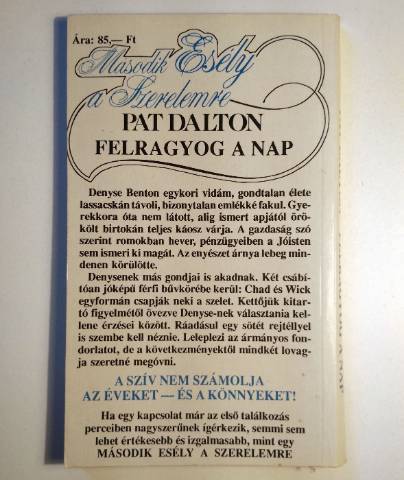 Ára: 85,— Ft
Második Esély
a Szerelemre
PAT DALTON
FELRAGYOG A NAP
Denyse Benton egykori vidám, gondtalan élete
lassacskán távoli, bizonytalan emlékké fakul. Gye-
rekkora óta nem látott, alig ismert apjától örö-
költ birtokán teljes káosz várja. A gazdaság szó
szerint romokban hever, pénzügyeiben a Jóisten
sem ismeri ki magát. Az enyészet árnya lebeg min-
denen körülötte.
Denysenek más gondjai is akadnak. Két csábí-
tóan jóképű férfi bűvkörébe kerül: Chad és Wick
egyformán csapják neki a szelet. Kettőjük kitar-
tó figyelmétől övezve Denyse-nek választania kel-
lene érzései között. Ráadásul egy sötét rejtéllyel
is szembe kell néznie. Leleplezi az ármányos fon-
dorlatot, de a következményektől mindkét lovag-
ja szeretné megóvni.
A SZÍV NEM SZÁMOLJA
AZ ÉVEKET — ÉS A KÖNNYEKET!
Ha egy kapcsolat már az első találkozás
perceiben nagyszerűnek ígérkezik, semmi sem
lehet értékesebb és izgalmasabb, mint egy
MÁSODIK ESÉLY A SZERELEMRE